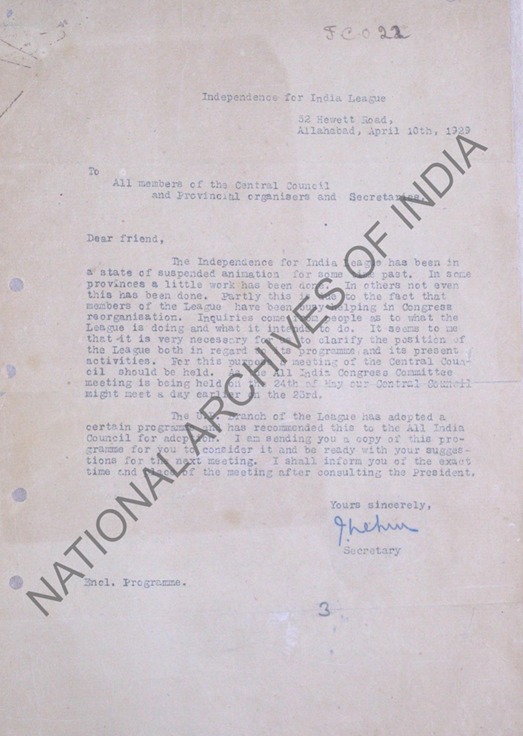 FCO 22
Independence for India League
32 Hewett Road,
Allahabad, April 10th, 1929
To
All members of the Central Council
and Provincial organisers and Secretaries.
Dear friend,
The Independence for India League has been in
a state of suspended animation for some time past. In some
provinces a little work has been done. In others not even
this has been done. Partly this is due to the fact that
members of the League have been busy helping in Congress
reorganisation. Inquiries come from people as to what the
League is doing and what it intends to do. It seems to me
that it is very necessary for us to clarify the position of
the League both in regard to its programme and its present
activities. For this purpose a meeting of the Central Coun-
cil should be held. As the All India Congress Committee
meeting is being held on the 24th of May our Central Council
might meet a day earlier on the 23rd.
The U.P. Branch of the League has adopted a
certain programme and has recommended this to the All India
Council for adoption. I am sending you a copy of this pro-
gramme for you to consider it and be ready with your sugges-
tions for the next meeting. I shall inform you of the exact
time and place of the meeting after consulting the President.
Yours sincerely,
JNehru
Secretary
Encl. Programme.
3
NATIONAL ARCHIVES OF INDIA